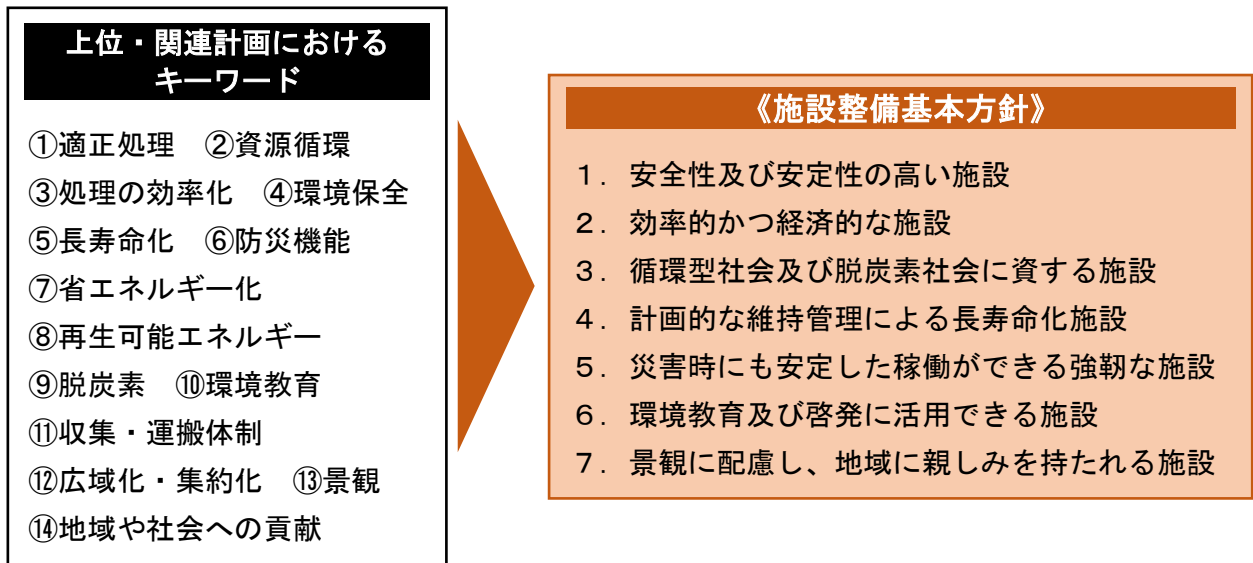 上位・関連計画における
キーワード
①適正処理　②資源循環
③処理の効率化　④環境保全
⑤長寿命化　⑥防災機能
⑦省エネルギー化
⑧再生可能エネルギー
⑨脱炭素　⑩環境教育
⑪収集・運搬体制
⑫広域化・集約化　⑬景観
⑭地域や社会への貢献
《施設整備基本方針》
１．安全性及び安定性の高い施設
２．効率的かつ経済的な施設
３．循環型社会及び脱炭素社会に資する施設
４．計画的な維持管理による長寿命化施設
５．災害時にも安定した稼働ができる強靭な施設
６．環境教育及び啓発に活用できる施設
７．景観に配慮し、地域に親しみを持たれる施設